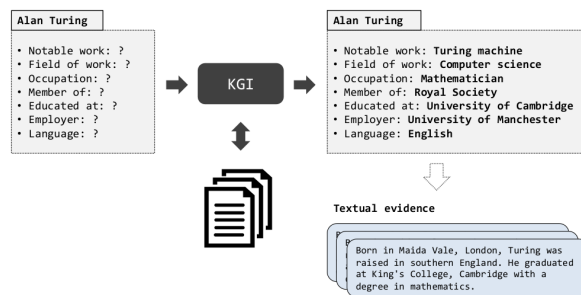 Alan Turing
• Notable work: ?
• Field of work: ?
• Occupation: ?
• Member of: ?
• Educated at: ?
• Employer: ?
• Language: ?
KGI
Alan Turing
• Notable work: Turing machine
• Field of work: Computer science
• Occupation: Mathematician
• Member of: Royal Society
• Educated at: University of Cambridge
• Employer: University of Manchester
• Language: English
Textual evidence
Born in Maida Vale, London, Turing was
raised in southern England. He graduated
at King's College, Cambridge with a
degree in mathematics.